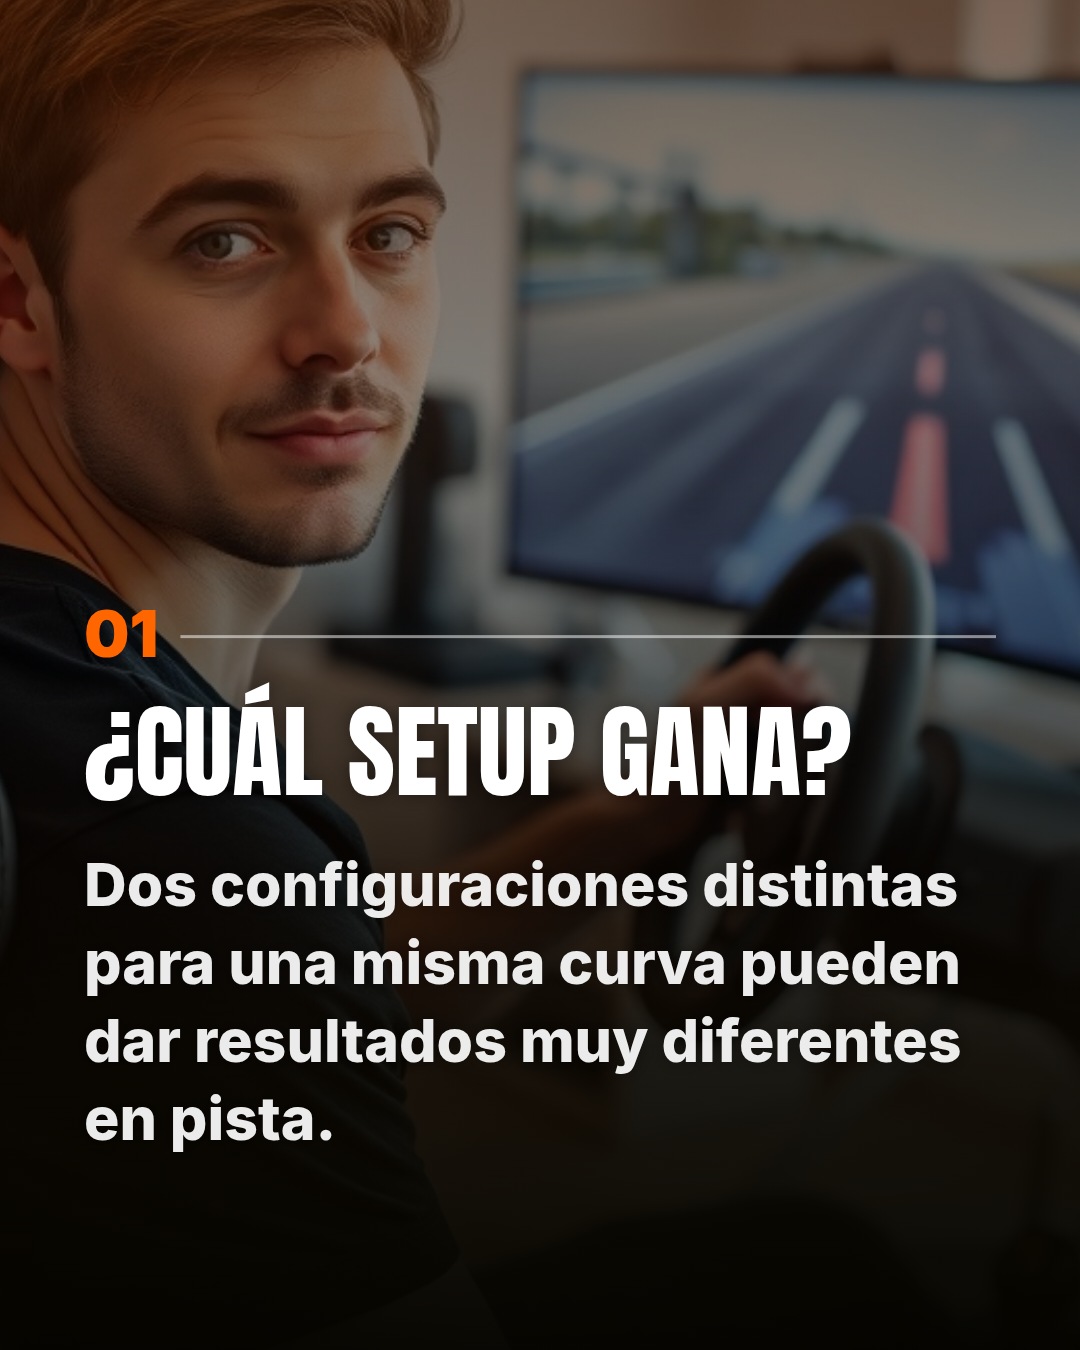 01
¿CUÁL SETUP GANA?
Dos configuraciones distintas
para una misma curva pueden
dar resultados muy diferentes
en pista.